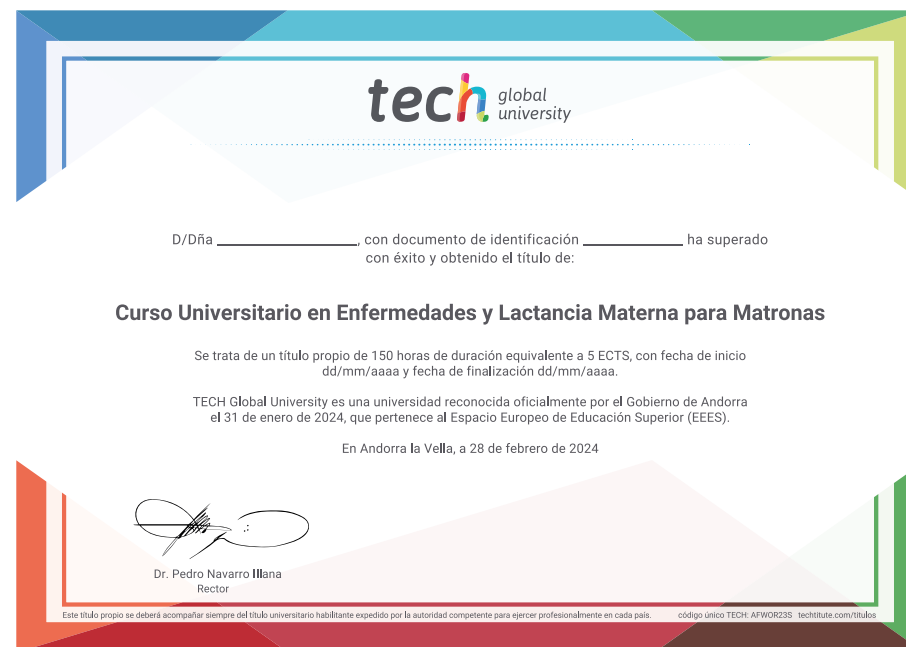 tech global university
D/Dña ____________________, con documento de identificación ______________ ha superado
con éxito y obtenido el título de:
Curso Universitario en Enfermedades y Lactancia Materna para Matronas
Se trata de un título propio de 150 horas de duración equivalente a 5 ECTS, con fecha de inicio
dd/mm/aaaa y fecha de finalización dd/mm/aaaa.
TECH Global University es una universidad reconocida oficialmente por el Gobierno de Andorra
el 31 de enero de 2024, que pertenece al Espacio Europeo de Educación Superior (EEES).
En Andorra la Vella, a 28 de febrero de 2024
Dr. Pedro Navarro Illana
Rector
Este título propio se deberá acompañar siempre del título universitario habilitante expedido por la autoridad competente para ejercer profesionalmente en cada país. código único TECH: AFWOR23S techtitute.com/titulos